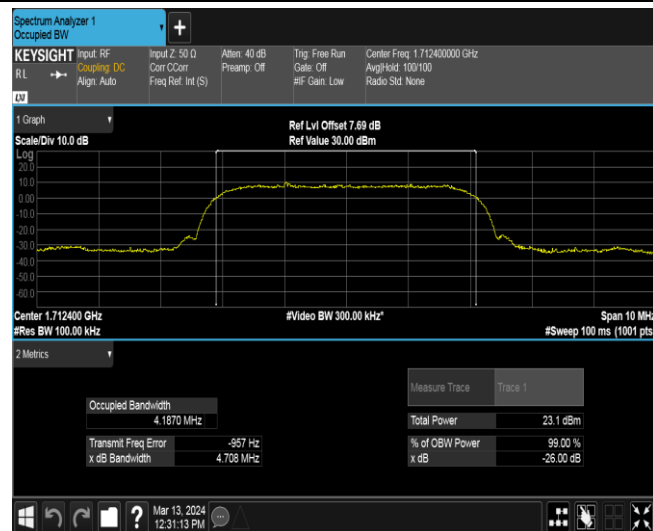 Spectrum Analyzer 1
Occupied BW
+
KEYSIGHT Input: RF Input Z: 50 Ω Atten: 40 dB Trig: Free Run Center Freq: 1.712400000 GHz
RL Coupling: DC Corr CCorr Preamp: Off Gate: Off Avg|Hold: 100/100
Align: Auto Freq Ref: Int (S) #IF Gain: Low Radio Std: None
LXI
1 Graph
Ref Lvl Offset 7.69 dB
Scale/Div 10.0 dB Ref Value 30.00 dBm
Log
20.0
10.0
0.00
-10.0
-20.0
-30.0
-40.0
-50.0
-60.0
Center 1.712400 GHz #Video BW 300.00 kHz* Span 10 MHz
#Res BW 100.00 kHz #Sweep 100 ms (1001 pts
2 Metrics
Measure Trace Trace 1
Occupied Bandwidth
4.1870 MHz Total Power 23.1 dBm
Transmit Freq Error -957 Hz % of OBW Power 99.00 %
x dB Bandwidth 4.708 MHz x dB -26.00 dB
? Mar 13, 2024
12:31:13 PM